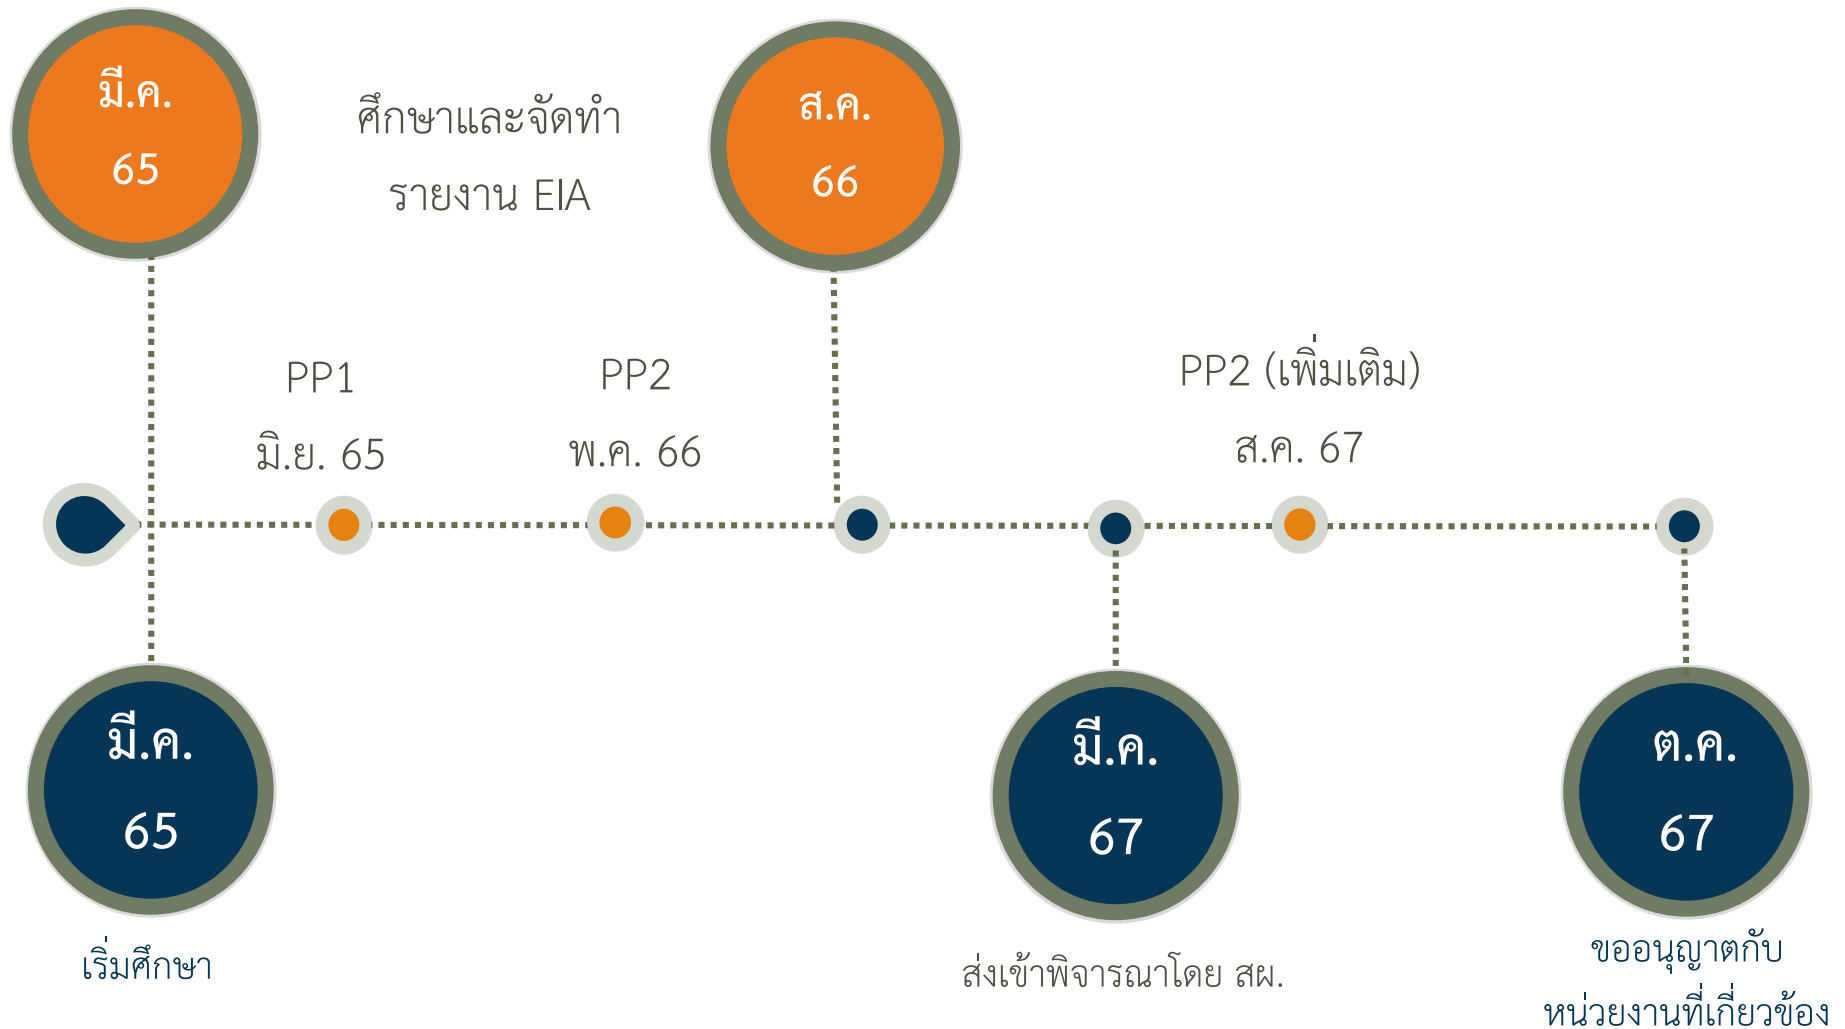 มี.ค.
65
ศึกษาและจัดทำ
รายงาน EIA
ส.ค.
66
PP1
มิ.ย. 65
PP2
พ.ค. 66
PP2 (เพิ่มเติม)
ส.ค. 67
มี.ค.
65
เริ่มศึกษา
มี.ค.
67
ส่งเข้าพิจารณาโดย สผ.
ต.ค.
67
ขออนุญาตกับ
หน่วยงานที่เกี่ยวข้อง